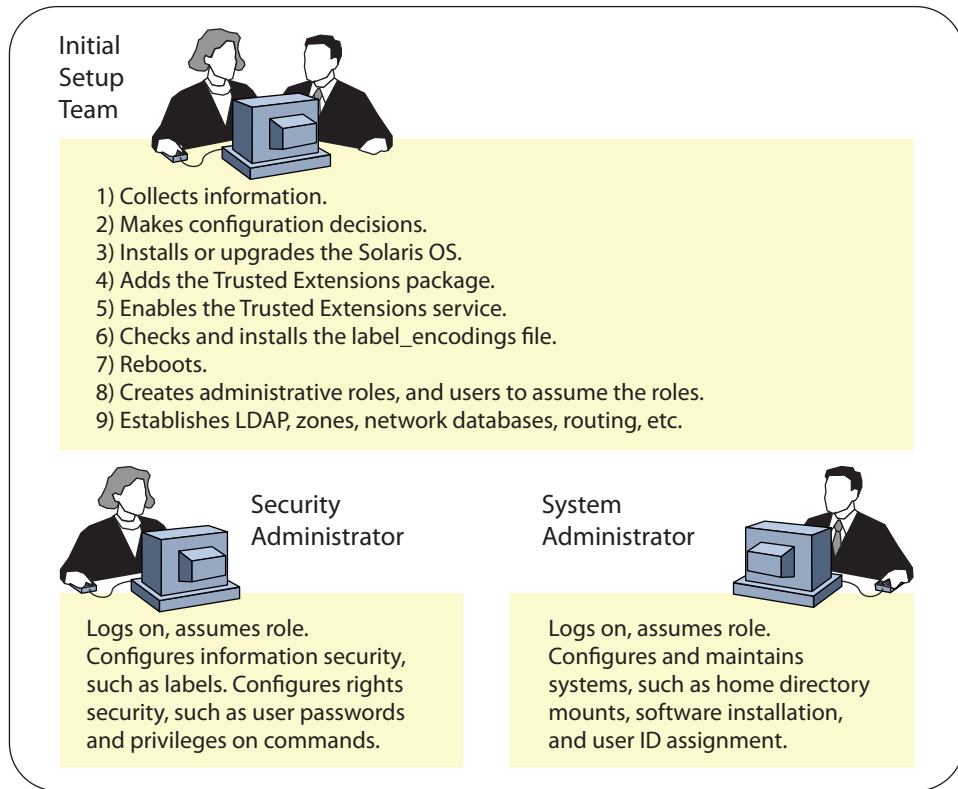 Initial
Setup
Team
1) Collects information.
2) Makes configuration decisions.
3) Installs or upgrades the Solaris OS.
4) Adds the Trusted Extensions package.
5) Enables the Trusted Extensions service.
6) Checks and installs the label_encodings file.
7) Reboots.
8) Creates administrative roles, and users to assume the roles.
9) Establishes LDAP, zones, network databases, routing, etc.
Security
Administrator
Logs on, assumes role.
Configures information security,
such as labels. Configures rights
security, such as user passwords
and privileges on commands.
System
Administrator
Logs on, assumes role.
Configures and maintains
systems, such as home directory
mounts, software installation,
and user ID assignment.